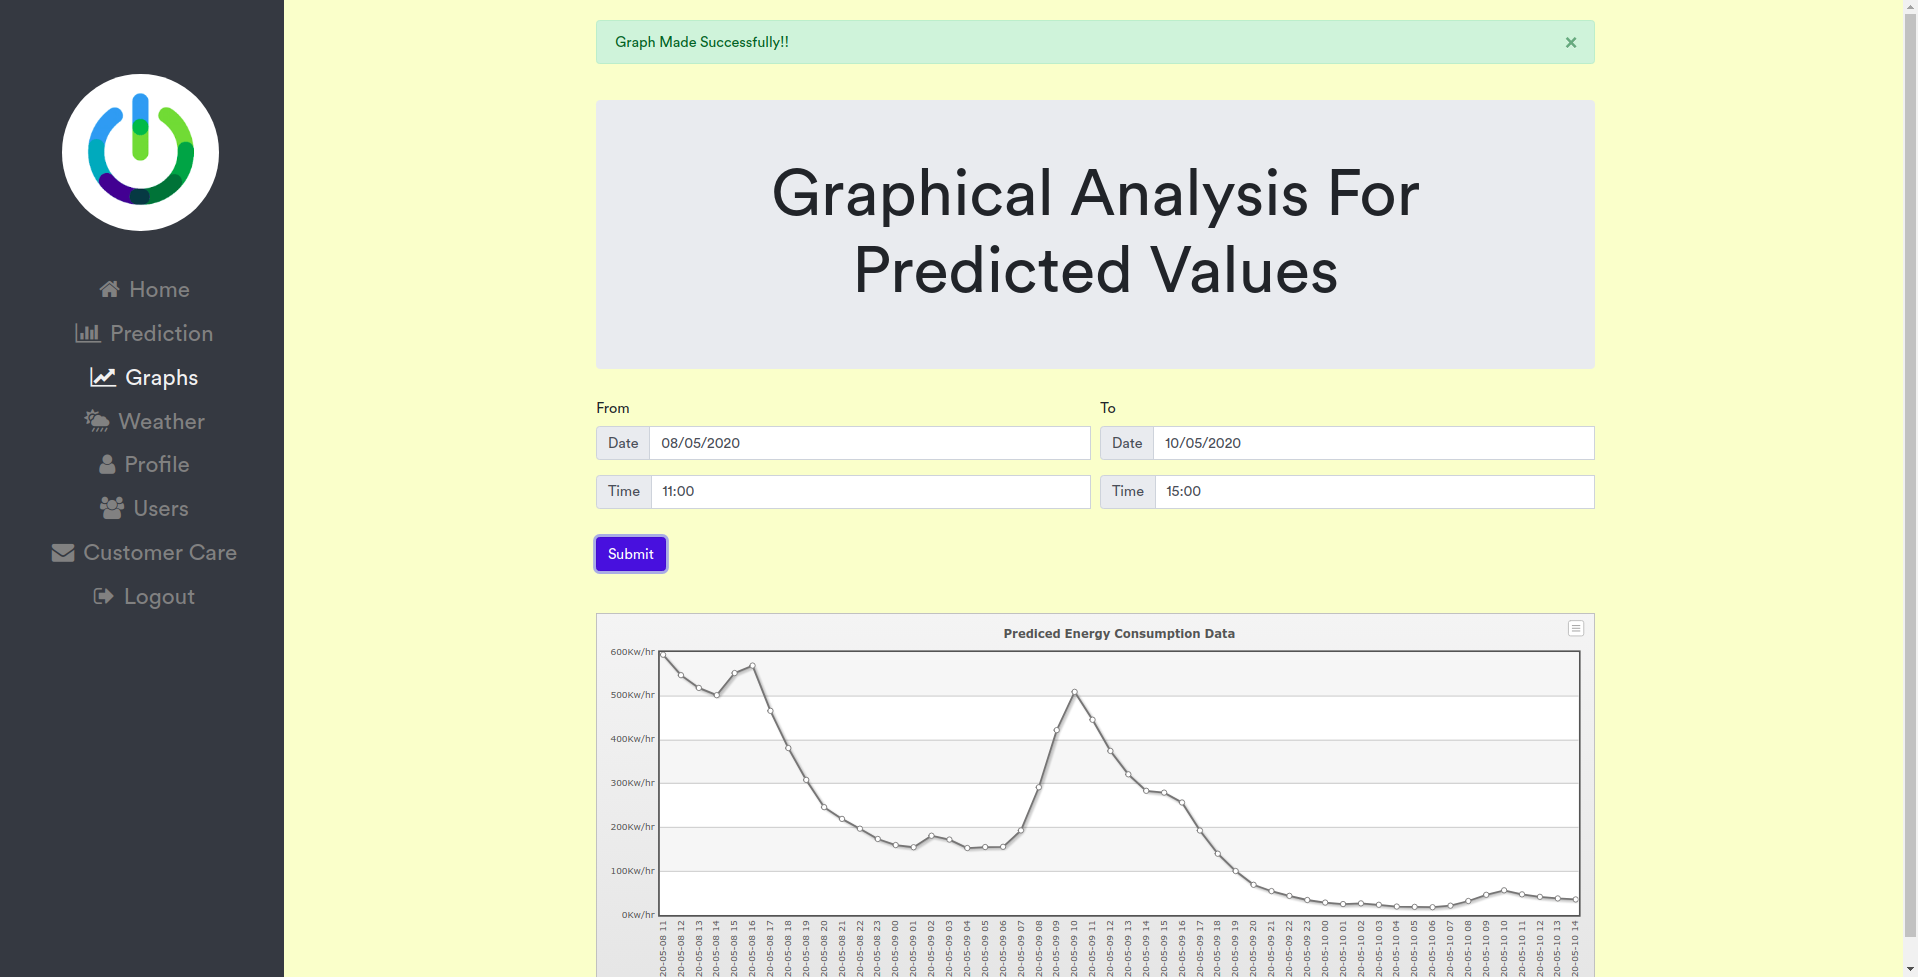 Graph Made Successfully!!
×
Graphical Analysis For
Predicted Values
Home
Prediction
Graphs
Weather
Profile
Users
Customer Care
Logout
From
To
Date 08/05/2020
Date 10/05/2020
Time 11:00
Time 15:00
Submit
Prediced Energy Consumption Data
600Kw/hr
500Kw/hr
400Kw/hr
300Kw/hr
200Kw/hr
100Kw/hr
0Kw/hr
20-05-08 11
20-05-08 12
20-05-08 13
20-05-08 14
20-05-08 15
20-05-08 16
20-05-08 17
20-05-08 18
20-05-08 19
20-05-08 20
20-05-08 21
20-05-08 22
20-05-08 23
20-05-09 00
20-05-09 01
20-05-09 02
20-05-09 03
20-05-09 04
20-05-09 05
20-05-09 06
20-05-09 07
20-05-09 08
20-05-09 09
20-05-09 10
20-05-09 11
20-05-09 12
20-05-09 13
20-05-09 14
20-05-09 15
20-05-09 16
20-05-09 17
20-05-09 18
20-05-09 19
20-05-09 20
20-05-09 21
20-05-09 22
20-05-09 23
20-05-10 00
20-05-10 01
20-05-10 02
20-05-10 03
20-05-10 04
20-05-10 05
20-05-10 06
20-05-10 07
20-05-10 08
20-05-10 09
20-05-10 10
20-05-10 11
20-05-10 12
20-05-10 13
20-05-10 14